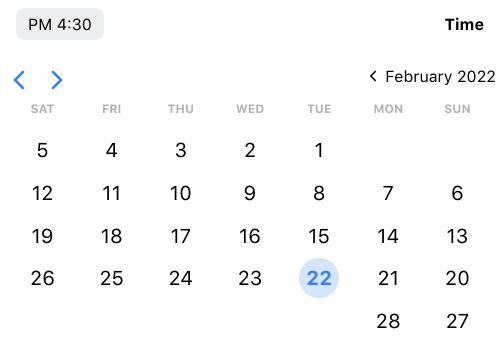 PM 4:30 Time
February 2022
SAT FRI THU WED TUE MON SUN
5 4 3 2 1
12 11 10 9 8 7 6
19 18 17 16 15 14 13
26 25 24 23 22 21 20
28 27